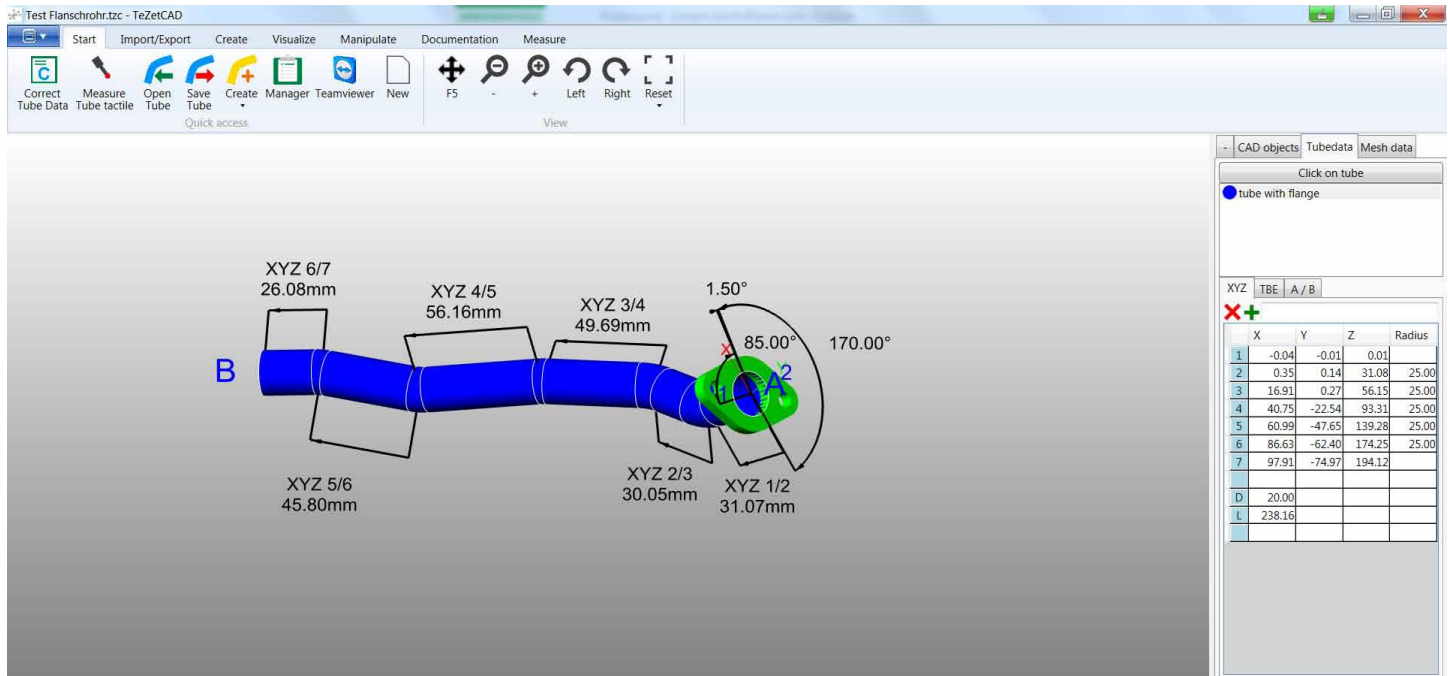 Test Flanschrohr.tzc - TeZetCAD
Start Import/Export Create Visualize Manipulate Documentation Measure
C
Correct Tube Data
Measure Tube tactile
Open Tube
Save Tube
Create
Manager
Teamviewer
New
F5
-
+
Left
Right
Reset
Quick access
View
- CAD objects Tubedata Mesh data
Click on tube
tube with flange
XYZ TBE A / B
X Y Z Radius
1 -0.04 -0.01 0.01
2 0.35 0.14 31.08 25.00
3 16.91 0.27 56.15 25.00
4 40.75 -22.54 93.31 25.00
5 60.99 -47.65 139.28 25.00
6 86.63 -62.40 174.25 25.00
7 97.91 -74.97 194.12
D 20.00
L 238.16
XYZ 6/7
26.08mm
XYZ 4/5
56.16mm
XYZ 3/4
49.69mm
1.50°
85.00°
170.00°
X
B
1
A
2
XYZ 5/6
45.80mm
XYZ 2/3
30.05mm
XYZ 1/2
31.07mm